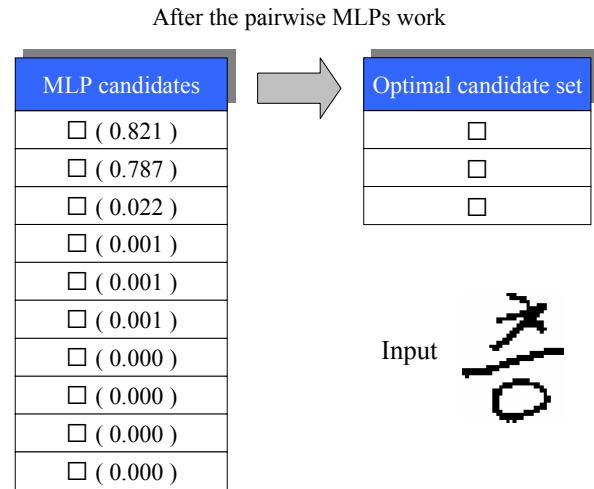 After the pairwise MLPs work
MLP candidates
□ ( 0.821 )
□ ( 0.787 )
□ ( 0.022 )
□ ( 0.001 )
□ ( 0.001 )
□ ( 0.001 )
□ ( 0.000 )
□ ( 0.000 )
□ ( 0.000 )
□ ( 0.000 )
Optimal candidate set
□
□
□
Input